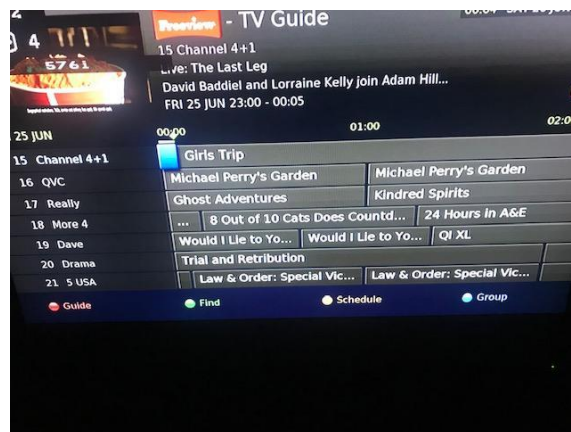 2
Freeview - TV Guide
4
15 Channel 4+1
5761
Live: The Last Leg
David Baddiel and Lorraine Kelly join Adam Hill...
FRI 25 JUN 23:00 - 00:05
25 JUN 00:00 01:00 02:0
15 Channel 4+1 Girls Trip
16 QVC Michael Perry's Garden Michael Perry's Garden
17 Really Ghost Adventures Kindred Spirits
18 More 4 ... 8 Out of 10 Cats Does Countd... 24 Hours in A&E
19 Dave Would I Lie to Yo... Would I Lie to Yo... QI XL
20 Drama Trial and Retribution
21 5 USA Law & Order: Special Vic... Law & Order: Special Vic...
Guide Find Schedule Group